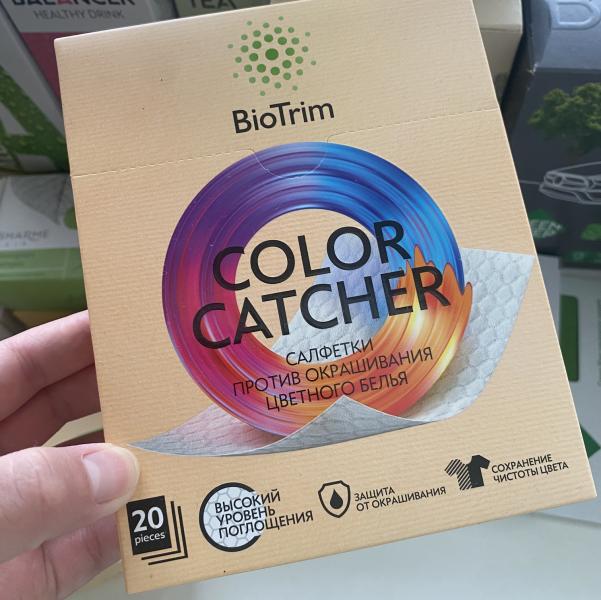 BALANCER
HEALTHY DRINK
TEA
BioTrim
COLOR
CATCHER
САЛФЕТКИ
ПРОТИВ ОКРАШИВАНИЯ
ЦВЕТНОГО БЕЛЬЯ
20
pieces
ВЫСОКИЙ
УРОВЕНЬ
ПОГЛОЩЕНИЯ
ЗАЩИТА
ОТ ОКРАШИВАНИЯ
СОХРАНЕНИЕ
ЧИСТОТЫ ЦВЕТА